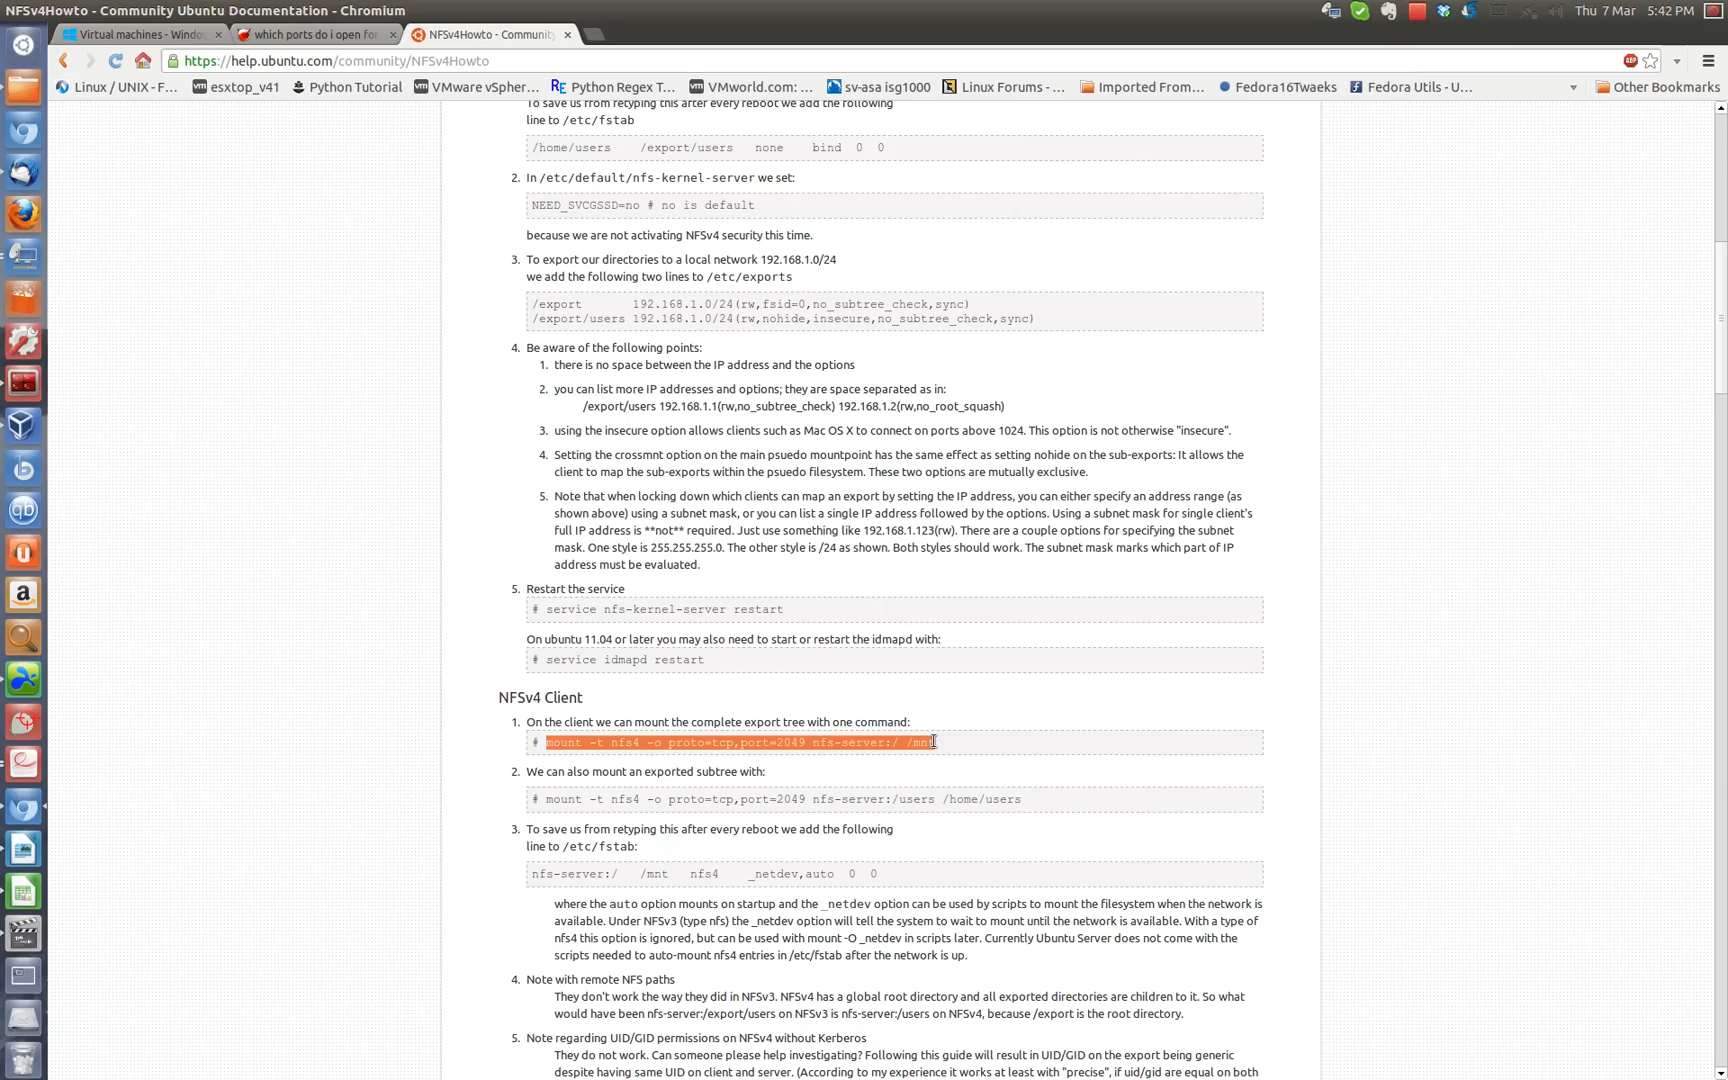 NFSv4Howto - Community Ubuntu Documentation - Chromium
Thu 7 Mar 5:42 PM
Virtual machines - Windo
which ports do i open for
NFSv4Howto - Communit
https://help.ubuntu.com/community/NFSv4Howto
ABP
Linux / UNIX - F...
esxtop_v41
Python Tutorial
VMware vSpher...
Python Regex T...
VMworld.com: ...
sv-asa isg1000
Linux Forums - ...
Imported From...
Fedora16Tweaks
Fedora Utils - U...
Other Bookmarks
To save us from retyping this after every reboot we add the following
line to /etc/fstab
/home/users /export/users none bind 0 0
2. In /etc/default/nfs-kernel-server we set:
NEED_SVCGSSD=no # no is default
because we are not activating NFSv4 security this time.
3. To export our directories to a local network 192.168.1.0/24
we add the following two lines to /etc/exports
/export 192.168.1.0/24(rw,fsid=0,no_subtree_check,sync)
/export/users 192.168.1.0/24(rw,nohide,insecure,no_subtree_check,sync)
4. Be aware of the following points:
1. there is no space between the IP address and the options
2. you can list more IP addresses and options; they are space separated as in:
/export/users 192.168.1.1(rw,no_subtree_check) 192.168.1.2(rw,no_root_squash)
3. using the insecure option allows clients such as Mac OS X to connect on ports above 1024. This option is not otherwise "insecure".
4. Setting the crossmnt option on the main psuedo mountpoint has the same effect as setting nohide on the sub-exports: It allows the
client to map the sub-exports within the psuedo filesystem. These two options are mutually exclusive.
5. Note that when locking down which clients can map an export by setting the IP address, you can either specify an address range (as
shown above) using a subnet mask, or you can list a single IP address followed by the options. Using a subnet mask for single client's
full IP address is **not** required. Just use something like 192.168.1.123(rw). There are a couple options for specifying the subnet
mask. One style is 255.255.255.0. The other style is /24 as shown. Both styles should work. The subnet mask marks which part of IP
address must be evaluated.
5. Restart the service
# service nfs-kernel-server restart
On ubuntu 11.04 or later you may also need to start or restart the idmapd with:
# service idmapd restart
NFSv4 Client
1. On the client we can mount the complete export tree with one command:
# mount -t nfs4 -o proto=tcp,port=2049 nfs-server:/ /mnt
2. We can also mount an exported subtree with:
# mount -t nfs4 -o proto=tcp,port=2049 nfs-server:/users /home/users
3. To save us from retyping this after every reboot we add the following
line to /etc/fstab:
nfs-server:/ /mnt nfs4 _netdev,auto 0 0
where the auto option mounts on startup and the _netdev option can be used by scripts to mount the filesystem when the network is
available. Under NFSv3 (type nfs) the _netdev option will tell the system to wait to mount until the network is available. With a type of
nfs4 this option is ignored, but can be used with mount -O _netdev in scripts later. Currently Ubuntu Server does not come with the
scripts needed to auto-mount nfs4 entries in /etc/fstab after the network is up.
4. Note with remote NFS paths
They don't work the way they did in NFSv3. NFSv4 has a global root directory and all exported directories are children to it. So what
would have been nfs-server:/export/users on NFSv3 is nfs-server:/users on NFSv4, because /export is the root directory.
5. Note regarding UID/GID permissions on NFSv4 without Kerberos
They do not work. Can someone please help investigating? Following this guide will result in UID/GID on the export being generic
despite having same UID on client and server. (According to my experience it works at least with "precise", if uid/gid are equal on both